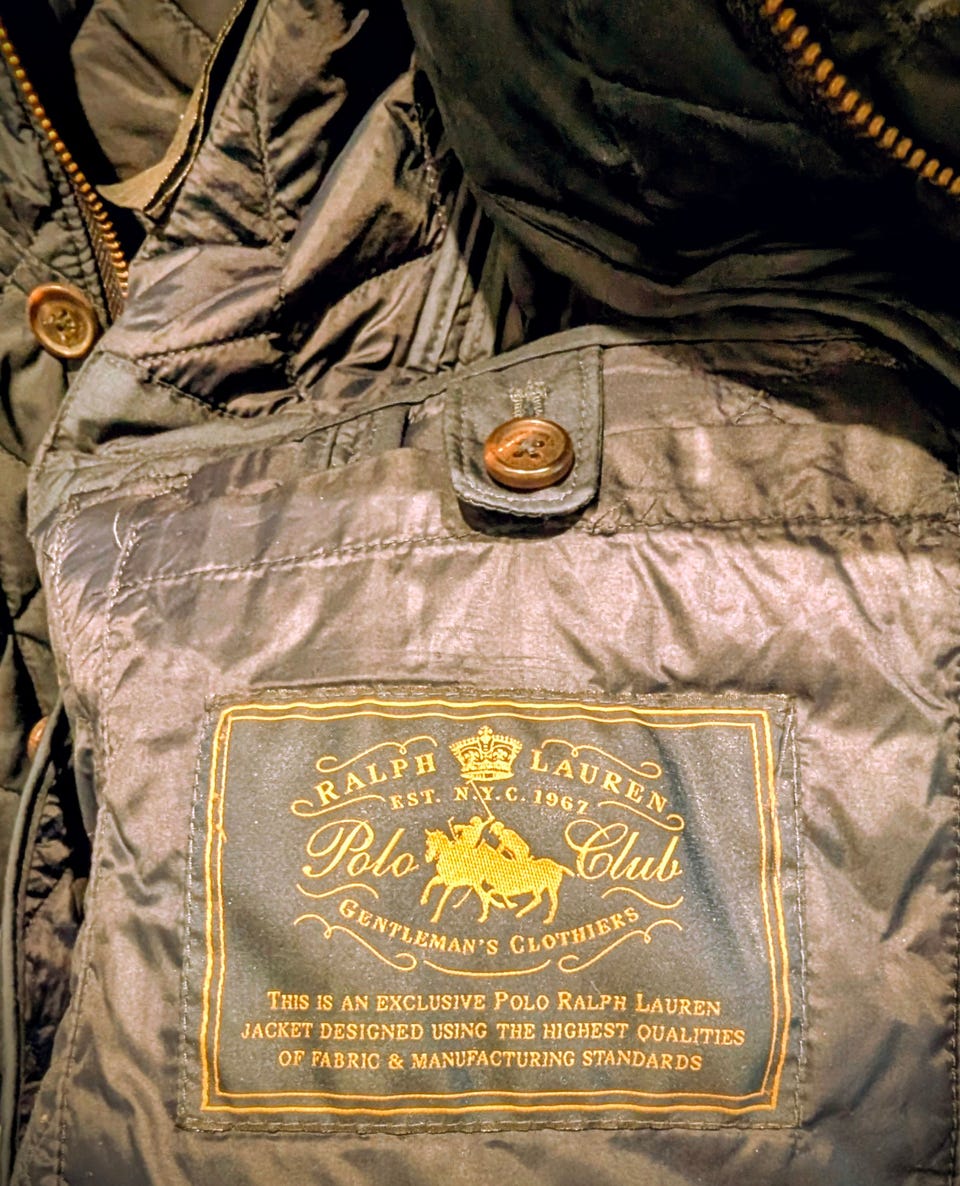 RALPH LAUREN
EST. N.Y.C. 1967
Polo Club
GENTLEMAN'S CLOTHIERS
THIS IS AN EXCLUSIVE POLO RALPH LAUREN
JACKET DESIGNED USING THE HIGHEST QUALITIES
OF FABRIC & MANUFACTURING STANDARDS